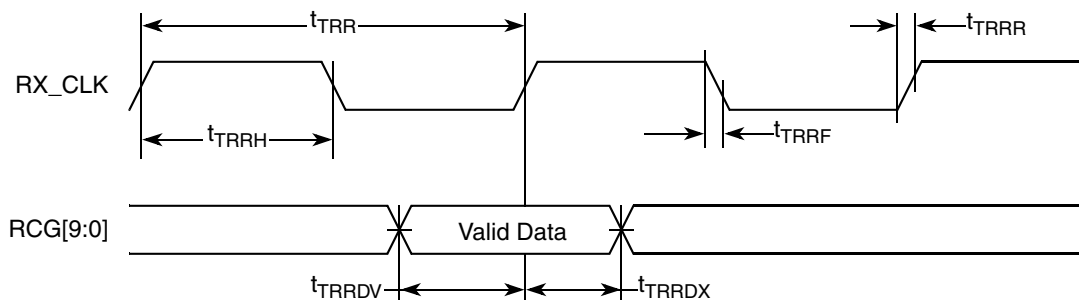 tTRR
tTRRR
RX_CLK
tTRRH
tTRRF
RCG[9:0]
Valid Data
tTRRDV
tTRRDX